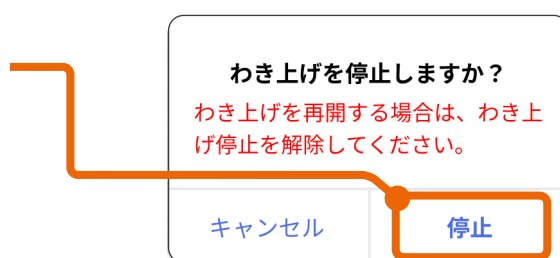 わき上げを停止しますか？
わき上げを再開する場合は、わき上
げ停止を解除してください。
キャンセル
停止